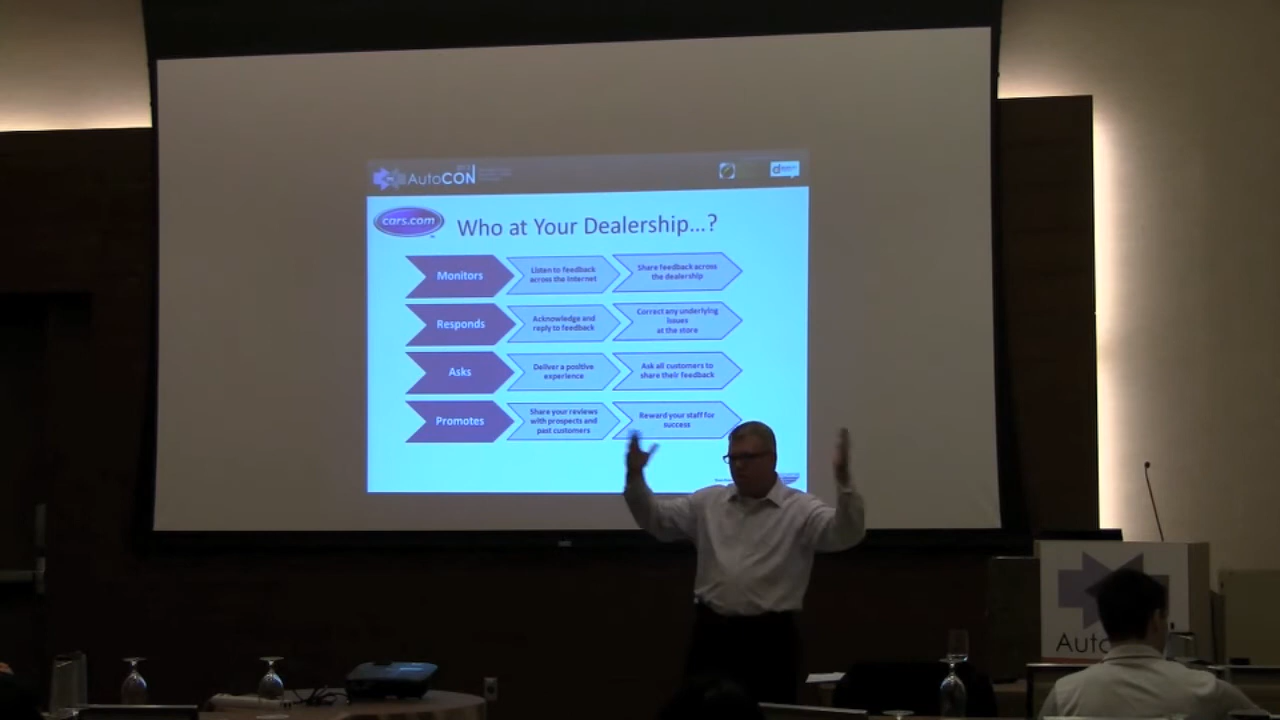 AutoCON
cars.com
Who at Your Dealership...?
Monitors
Listen to feedback
across the Internet
Share feedback across
the dealership
Responds
Acknowledge and
reply to feedback
Correct any underlying
issues
at the store
Asks
Deliver a positive
experience
Ask all customers to
share their feedback
Promotes
Share your reviews
with prospects and
past customers
Reward your staff for
success
Auto